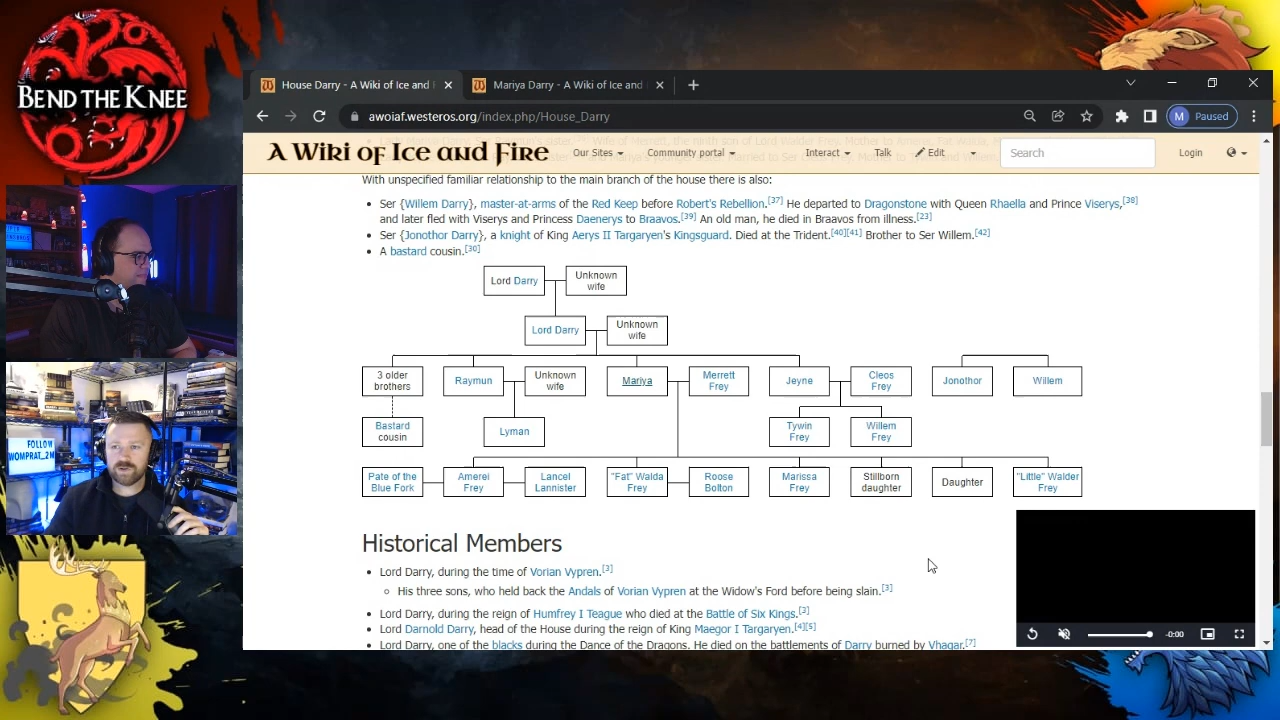 BEND THE KNEE
House Darry - A Wiki of Ice and
Mariya Darry - A Wiki of Ice and
awoiaf.westeros.org/index.php/House_Darry
M Paused
A Wiki of Ice and Fire
Our Sites
Community portal
Interact
Talk
Edit
Search
Login
With unspecified familiar relationship to the main branch of the house there is also:
Ser {Willem Darry}, master-at-arms of the Red Keep before Robert's Rebellion.[37] He departed to Dragonstone with Queen Rhaella and Prince Viserys,[38]
and later fled with Viserys and Princess Daenerys to Braavos.[39] An old man, he died in Braavos from illness.[23]
Ser {Jonothor Darry}, a knight of King Aerys II Targaryen's Kingsguard. Died at the Trident.[40][41] Brother to Ser Willem.[42]
A bastard cousin.[30]
Lord Darry
Unknown
wife
Lord Darry
Unknown
wife
3 older
brothers
Raymun
Unknown
wife
Mariya
Merrett
Frey
Jeyne
Cleos
Frey
Jonothor
Willem
Bastard
cousin
Lyman
Tywin
Frey
Willem
Frey
Pate of the
Blue Fork
Amerei
Frey
Lancel
Lannister
"Fat" Walda
Frey
Roose
Bolton
Marissa
Frey
Stillborn
daughter
Daughter
"Little" Walder
Frey
Historical Members
Lord Darry, during the time of Vorian Vypren.[3]
His three sons, who held back the Andals of Vorian Vypren at the Widow's Ford before being slain.[3]
Lord Darry, during the reign of Humfrey I Teague who died at the Battle of Six Kings.[3]
Lord Darnold Darry, head of the House during the reign of King Maegor I Targaryen.[4][5]
Lord Darry, one of the blacks during the Dance of the Dragons. He died on the battlements of Darry burned by Vhagar.[7]
-0:00
FOLLOW
WOMPRAT_2M